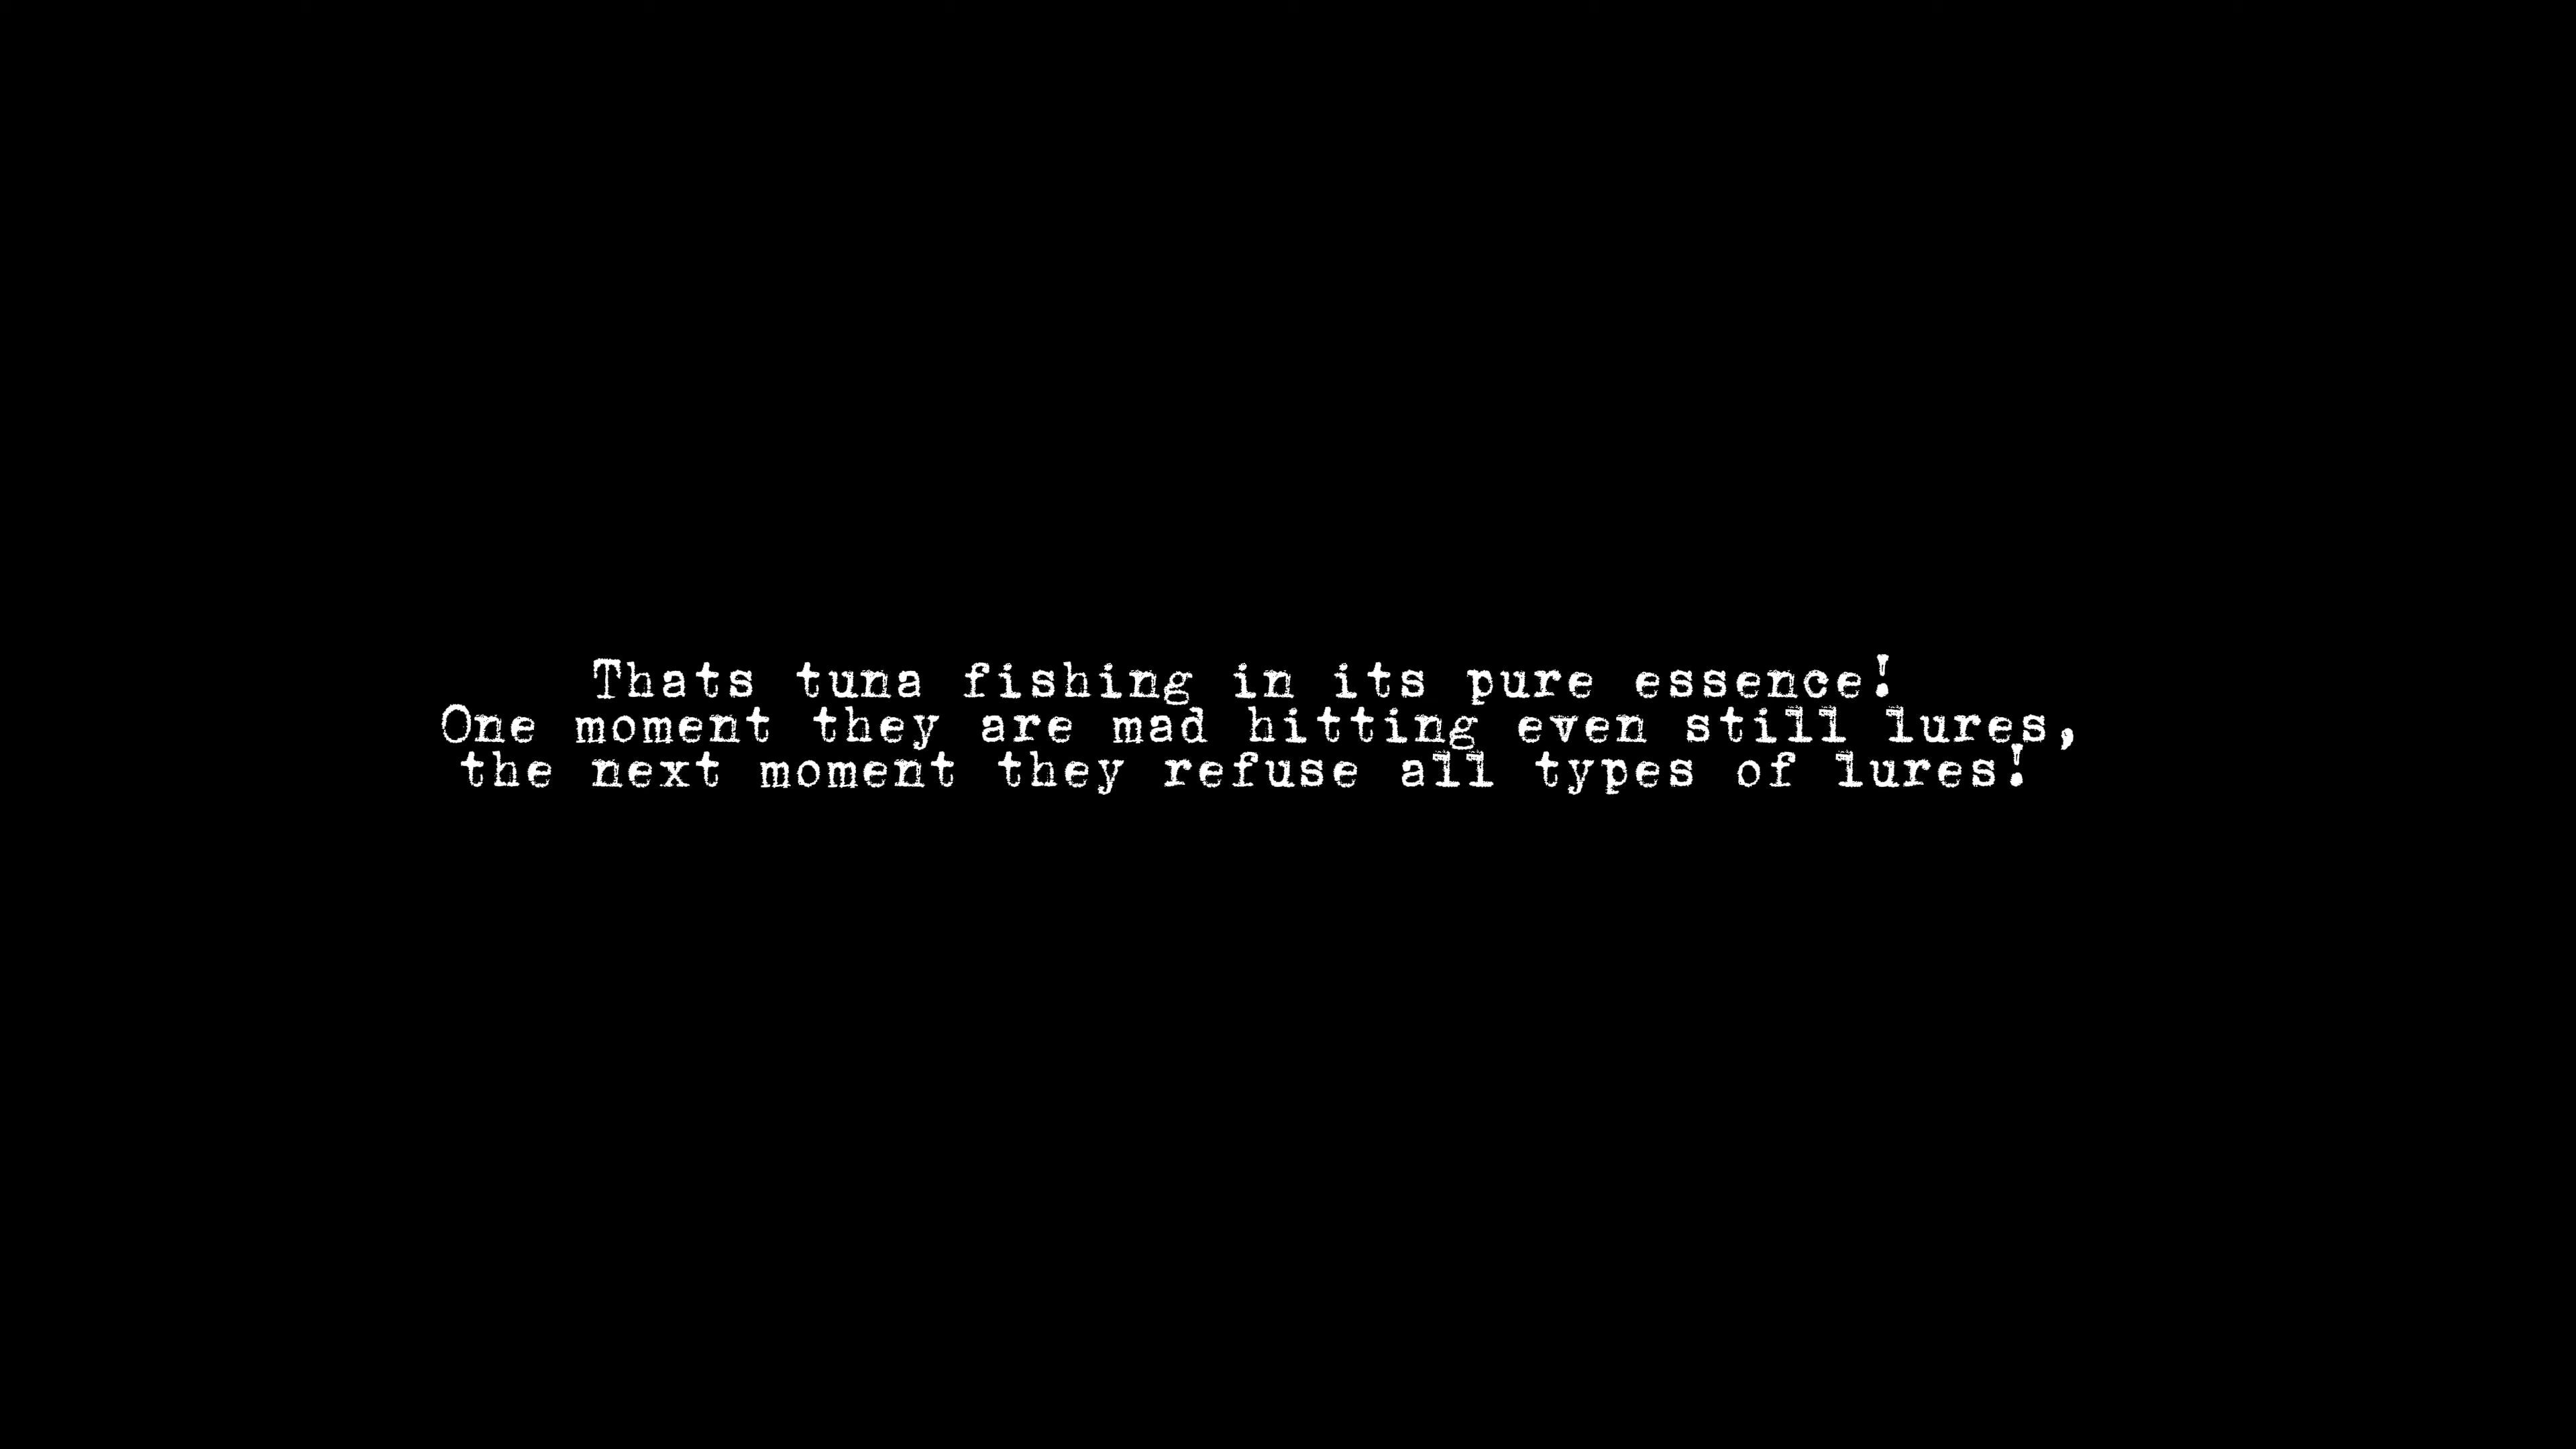 Thats tuna fishing in its pure essence!
One moment they are mad hitting even still lures,
the next moment they refuse all types of lures!